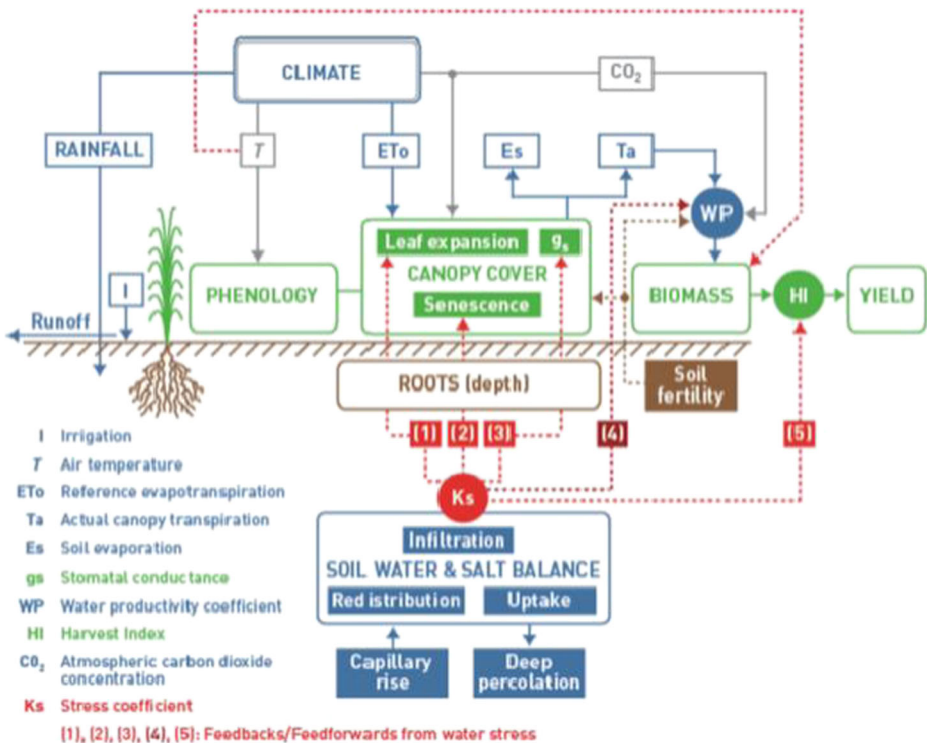 CLIMATE
CO₂
RAINFALL
T
ETo
Es
Ta
WP
Leaf expansion
gs
CANOPY COVER
Senescence
PHENOLOGY
I
BIOMASS
HI
YIELD
Runoff
ROOTS (depth)
Soil
fertility
(1)
(2)
(3)
(4)
(5)
Ks
Infiltration
SOIL WATER & SALT BALANCE
Red istribution
Uptake
Capillary
rise
Deep
percolation
I Irrigation
T Air temperature
ETo Reference evapotranspiration
Ta Actual canopy transpiration
Es Soil evaporation
gs Stomatal conductance
WP Water productivity coefficient
HI Harvest Index
CO₂ Atmospheric carbon dioxide
concentration
Ks Stress coefficient
(1), (2), (3), (4), (5): Feedbacks/Feedforwards from water stress